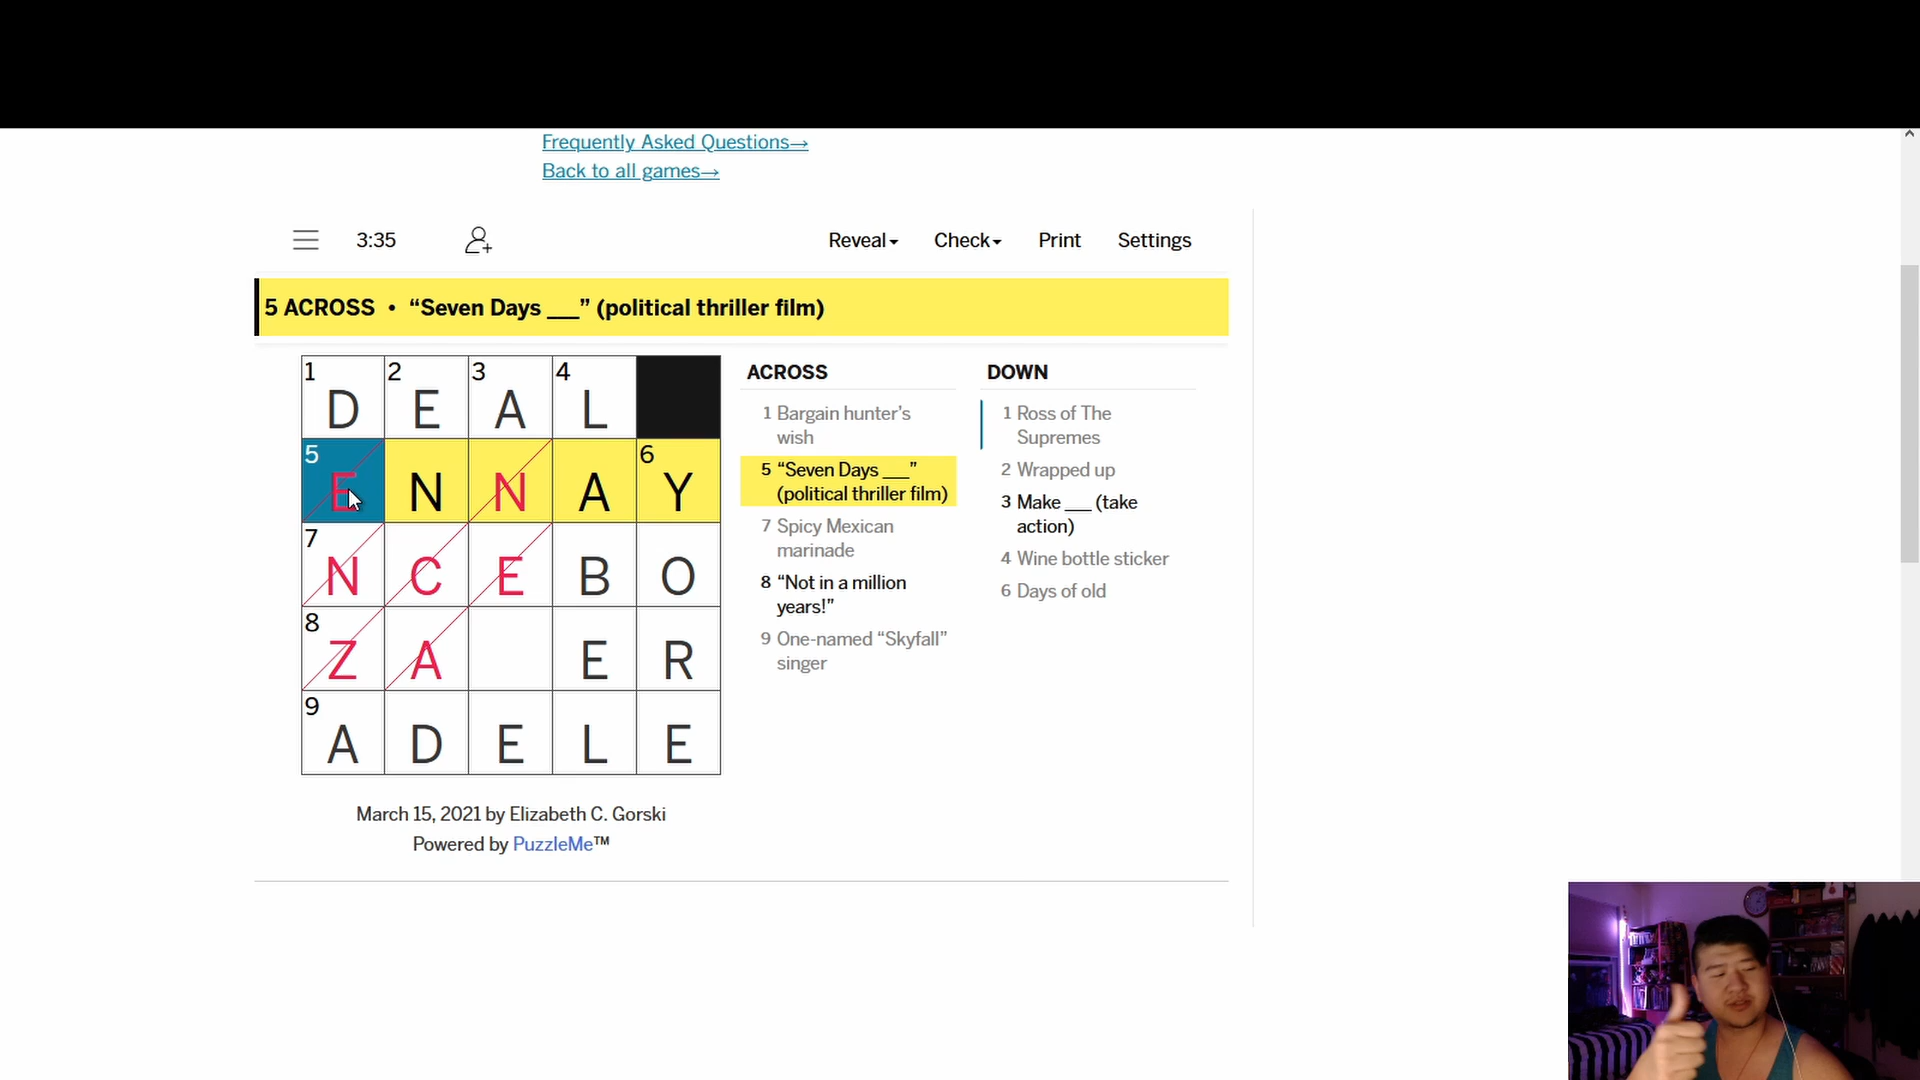 Frequently Asked Questions→
Back to all games→
3:35
Reveal
Check
Print
Settings
5 ACROSS • “Seven Days ___” (political thriller film)
1 D 2 E 3 A 4 L
5 E N N A 6 Y
7 N C E B O
8 Z A E R
9 A D E L E
March 15, 2021 by Elizabeth C. Gorski
Powered by PuzzleMe™
ACROSS
1 Bargain hunter's
wish
5 “Seven Days ___”
(political thriller film)
7 Spicy Mexican
marinade
8 “Not in a million
years!”
9 One-named “Skyfall”
singer
DOWN
1 Ross of The
Supremes
2 Wrapped up
3 Make ___ (take
action)
4 Wine bottle sticker
6 Days of old